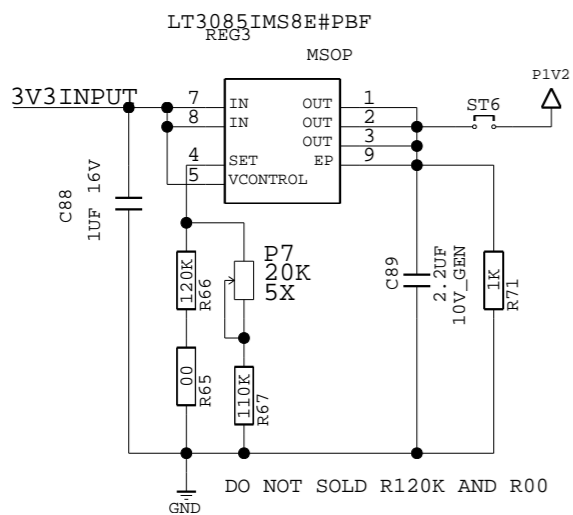 LT3085IMS8E#PBF
REG3
MSOP
P1V2
3V3INPUT
7 IN OUT 1
8 IN OUT 2
OUT 3
4 SET EP 9
5 VCONTROL
ST6
C88
1UF 16V
120K
R66
P7
20K
5X
C89
2.2UF
10V_GEN
1K
R71
00
R65
110K
R67
GND
DO NOT SOLD R120K AND R00